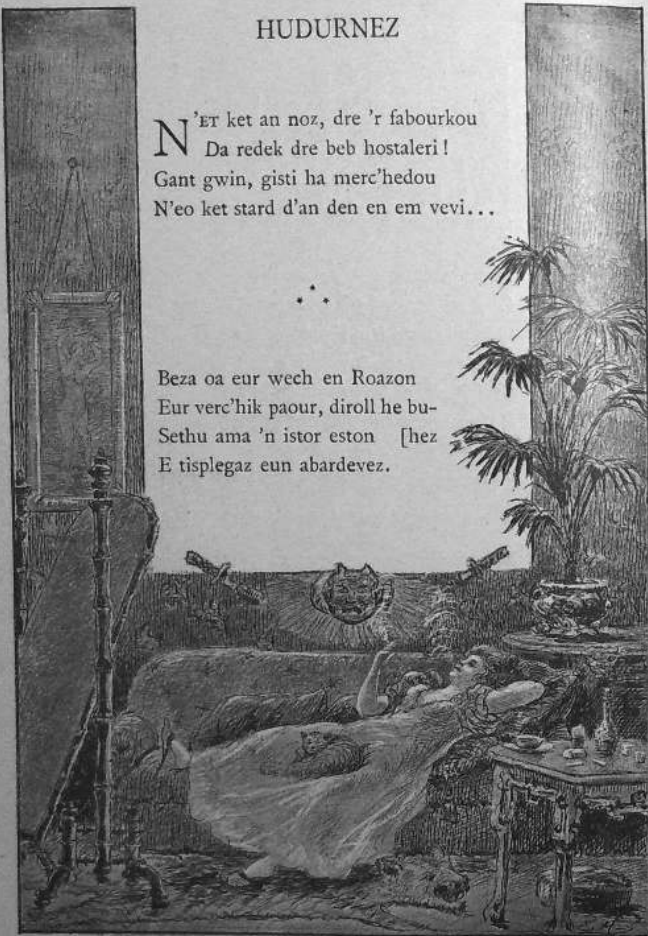 HUDURNEZ
N'ET ket an noz, dre 'r fabourkou
Da redek dre beb hostaleri !
Gant gwin, gisti ha merc'hedou
N'eo ket stard d'an den en em vevi...
Beza oa eur wech en Roazon
Eur verc'hik paour, diroll he bu-
Sethu ama 'n istor eston [hez
E tisplegaz eun abardevez.